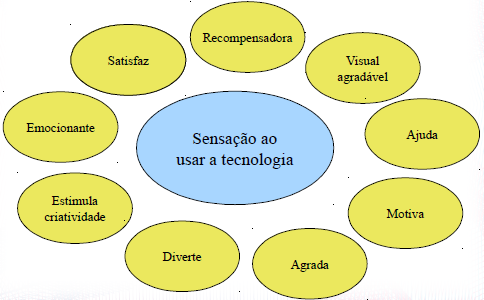 Recompensadora
Satisfaz
Visual
agradável
Emocionante
Sensação ao
usar a tecnologia
Ajuda
Estimula
criatividade
Motiva
Diverte
Agrada